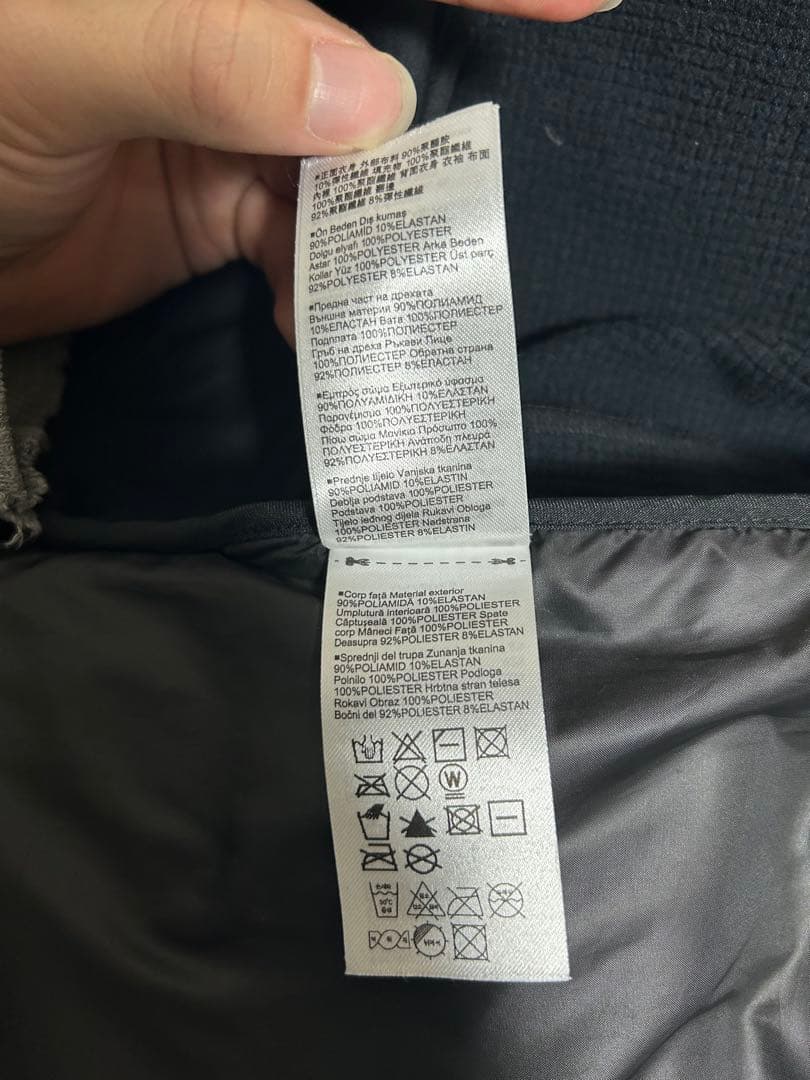 ■正面衣身 外部布料 90%聚醯胺
10%彈性纖維 填充物 100%聚酯纖維
內裡 100%聚酯纖維 背面衣身 衣袖 布面
100%聚酯纖維 翻邊
92%聚酯纖維 8%彈性纖維
■Ön Beden Dış kumaş
90%POLIAMID 10%ELASTAN
Dolgu elyafı 100%POLYESTER
Astar 100%POLYESTER Arka Beden
Kollar Yüz 100%POLYESTER Üst parç
92%POLYESTER 8%ELASTAN
■Предна част на дрехата
Външна материя 90%ПОЛИАМИД
10%ЕЛАСТАН Вата 100%ПОЛИЕСТЕР
Подплата 100%ПОЛИЕСТЕР
Гръб на дреха Ръкави Лице
100%ПОЛИЕСТЕР Обратна страна
92%ПОЛИЕСТЕР 8%ЕЛАСТАН
■Εμπρός σώμα Εξωτερικό ύφασμα
90%ΠΟΛΥΑΜΙΔΙΚΗ 10%ΕΛΑΣΤΑΝ
Παραγέμισμα 100%ΠΟΛΥΕΣΤΕΡΙΚΗ
Φόδρα 100%ΠΟΛΥΕΣΤΕΡΙΚΗ
Πίσω σώμα Μανίκια Πρόσωπο 100%
ΠΟΛΥΕΣΤΕΡΙΚΗ Ανάποδη πλευρά
92%ΠΟΛΥΕΣΤΕΡΙΚΗ 8%ΕΛΑΣΤΑΝ
■Prednje tijelo Vanjska tkanina
90%POLIAMID 10%ELASTIN
Deblja podstava 100%POLIESTER
Podstava 100%POLIESTER
Tijelo leđnog dijela Rukavi Obloga
100%POLIESTER Nadstrana
92%POLIESTER 8%ELASTIN
■Corp faţă Material exterior
90%POLIAMIDĂ 10%ELASTAN
Umplutură interioară 100%POLIESTER
Căptuşeală 100%POLIESTER Spate
corp Mâneci Faţă 100%POLIESTER
Deasupra 92%POLIESTER 8%ELASTAN
■Sprednji del trupa Zunanja tkanina
90%POLIAMID 10%ELASTAN
Polnilo 100%POLIESTER Podloga
100%POLIESTER Hrbtna stran telesa
Rokavi Obraz 100%POLIESTER
Bočni del 92%POLIESTER 8%ELASTAN
W